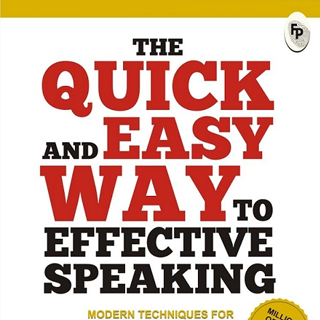 FP
THE
QUICK
AND EASY
WAY TO
EFFECTIVE
SPEAKING
MODERN TECHNIQUES FOR